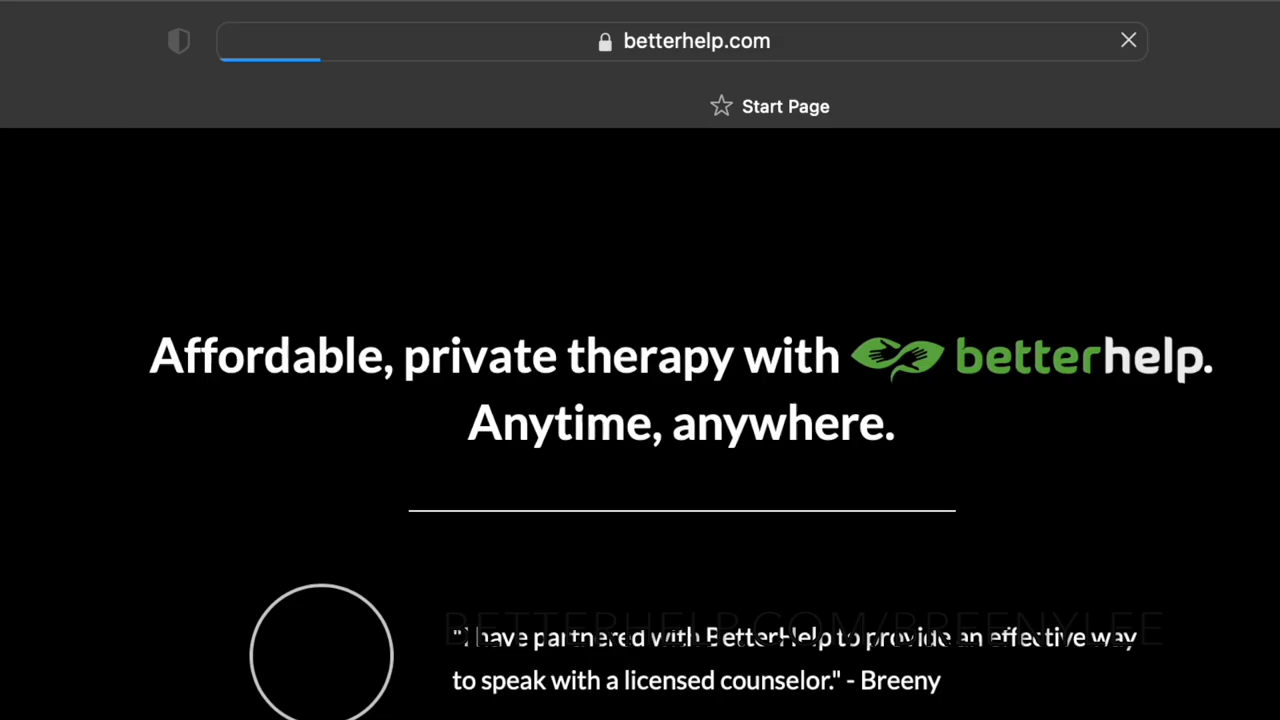 betterhelp.com
Start Page
Affordable, private therapy with betterhelp.
Anytime, anywhere.
BETTERHELP.COM/BREENYLEE
"I have partnered with BetterHelp to provide an effective way
to speak with a licensed counselor." - Breeny